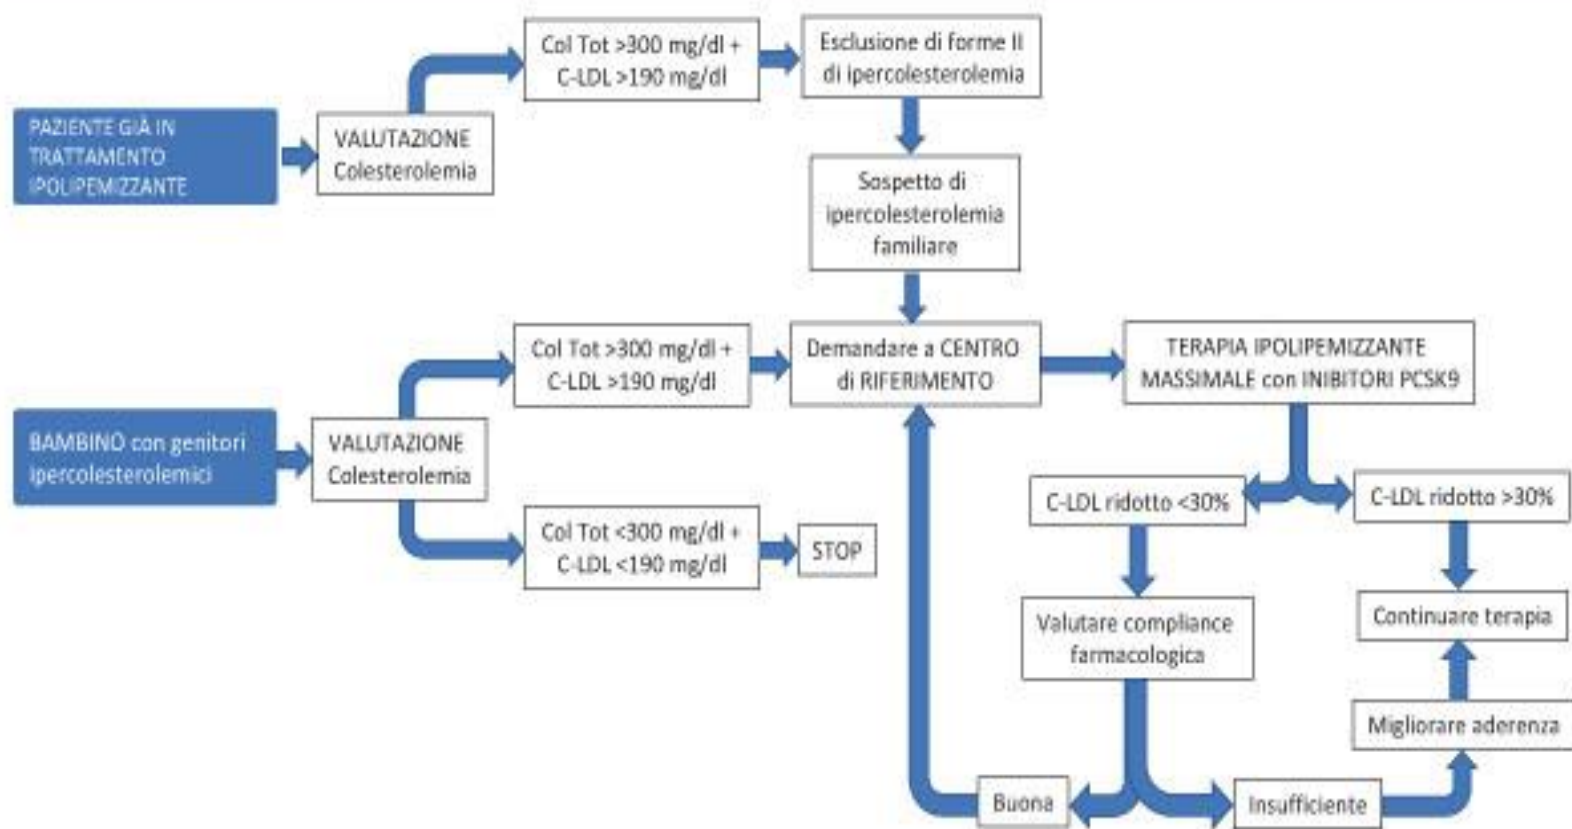 Col Tot >300 mg/dl +
C-LDL >190 mg/dl
Esclusione di forme II
di ipercolesterolemia
PAZIENTE GIÀ IN
TRATTAMENTO
IPOLIPEMIZZANTE
VALUTAZIONE
Colesterolemia
Sospetto di
ipercolesterolemia
familiare
Col Tot >300 mg/dl +
C-LDL >190 mg/dl
Demandare a CENTRO
di RIFERIMENTO
TERAPIA IPOLIPEMIZZANTE
MASSIMALE con INIBITORI PCSK9
BAMBINO con genitori
ipercolesterolemici
VALUTAZIONE
Colesterolemia
C-LDL ridotto <30%
C-LDL ridotto >30%
Col Tot <300 mg/dl +
C-LDL <190 mg/dl
STOP
Valutare compliance
farmacologica
Continuare terapia
Migliorare aderenza
Buona
Insufficiente